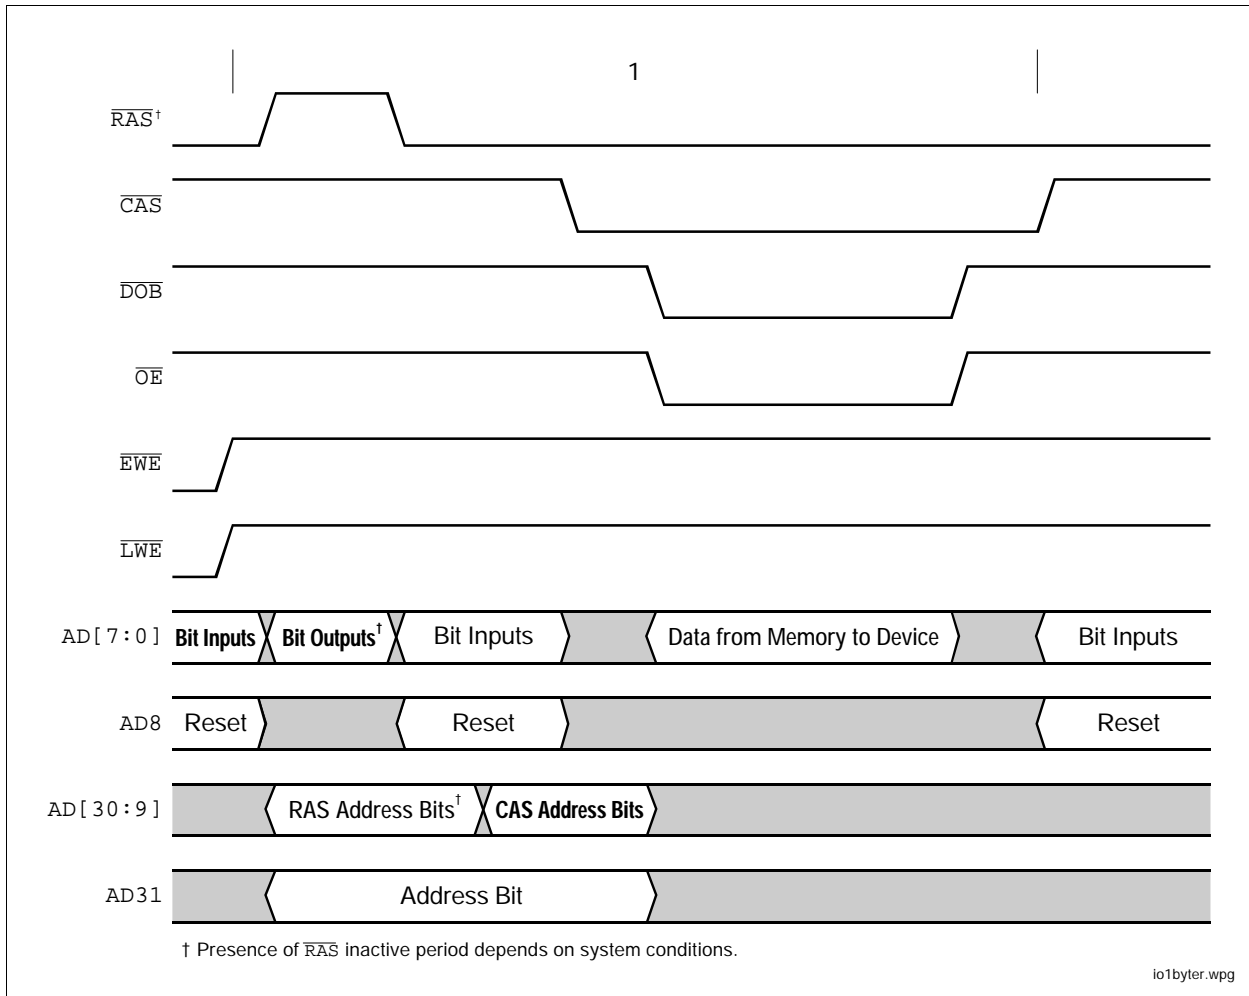 1
RAS†
CAS
DOB
OE
EWE
LWE
AD[7:0] Bit Inputs Bit Outputs† Bit Inputs Data from Memory to Device Bit Inputs
AD8 Reset Reset Reset
AD[30:9] RAS Address Bits† CAS Address Bits
AD31 Address Bit
† Presence of RAS inactive period depends on system conditions.
io1byter.wpg